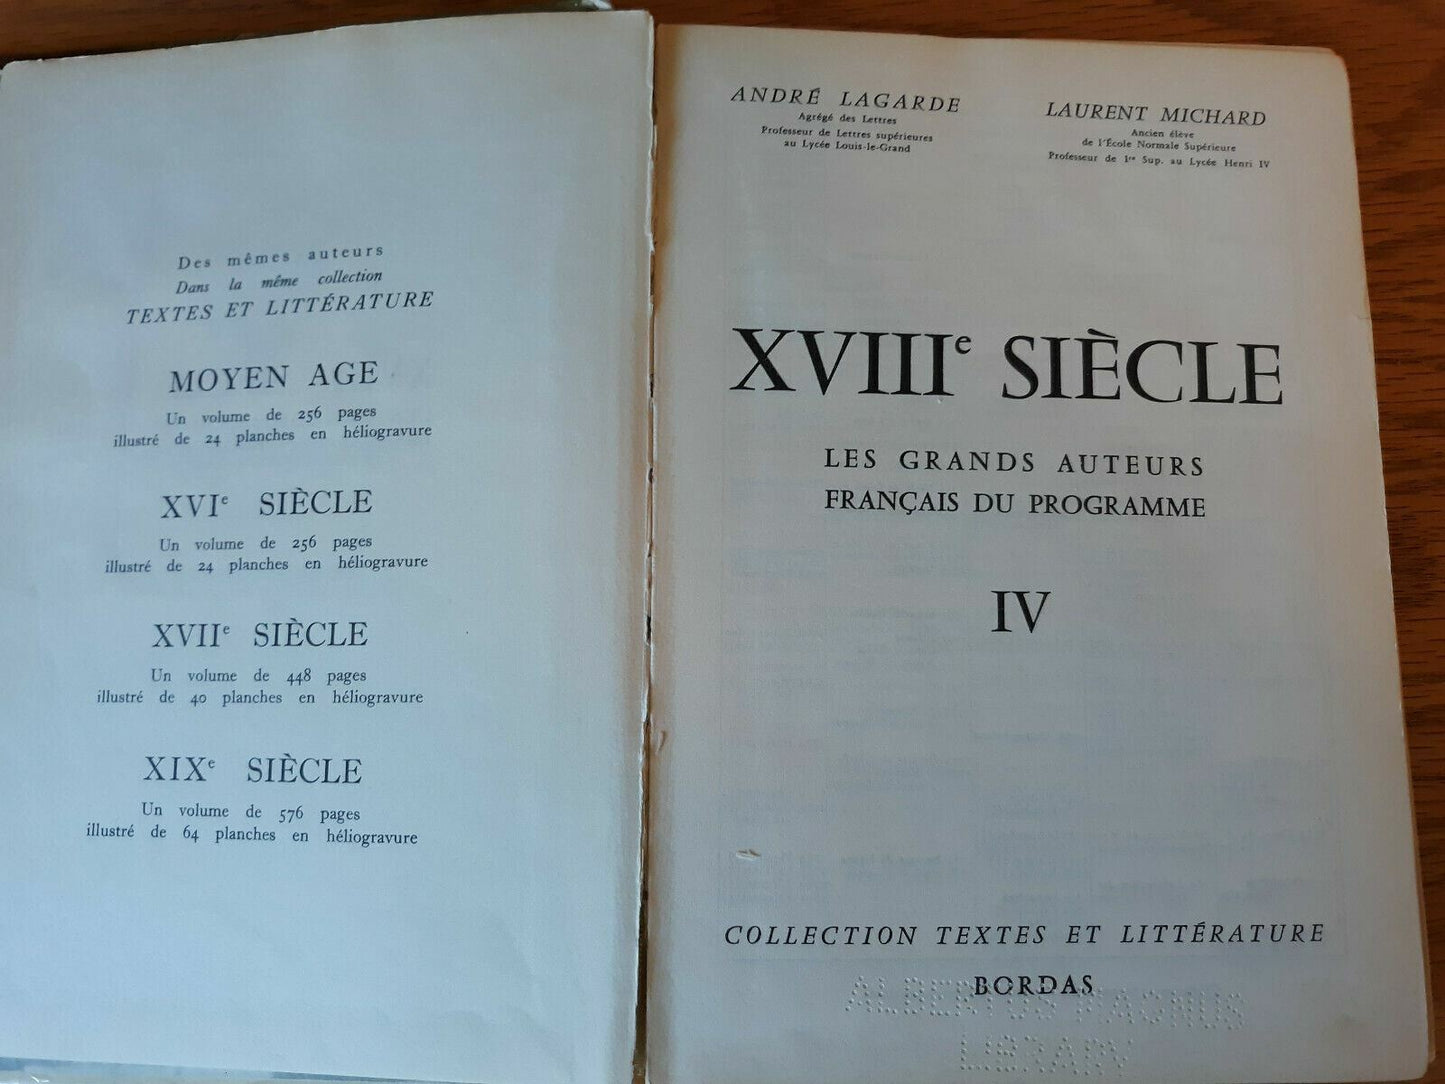 Des mêmes auteurs
Dans la même collection
TEXTES ET LITTÉRATURE
MOYEN AGE
Un volume de 256 pages
illustré de 24 planches en héliogravure
XVIe SIÈCLE
Un volume de 256 pages
illustré de 24 planches en héliogravure
XVIIe SIÈCLE
Un volume de 448 pages
illustré de 40 planches en héliogravure
XIXe SIÈCLE
Un volume de 576 pages
illustré de 64 planches en héliogravure
ANDRÉ LAGARDE
Agrégé des Lettres
Professeur de Lettres supérieures
au Lycée Louis-le-Grand
LAURENT MICHARD
Ancien élève
de l'École Normale Supérieure
Professeur de 1re Sup. au Lycée Henri IV
XVIIIe SIÈCLE
LES GRANDS AUTEURS
FRANÇAIS DU PROGRAMME
IV
COLLECTION TEXTES ET LITTÉRATURE
BORDAS
ALBERTUS MAGNUS
LIBRARY